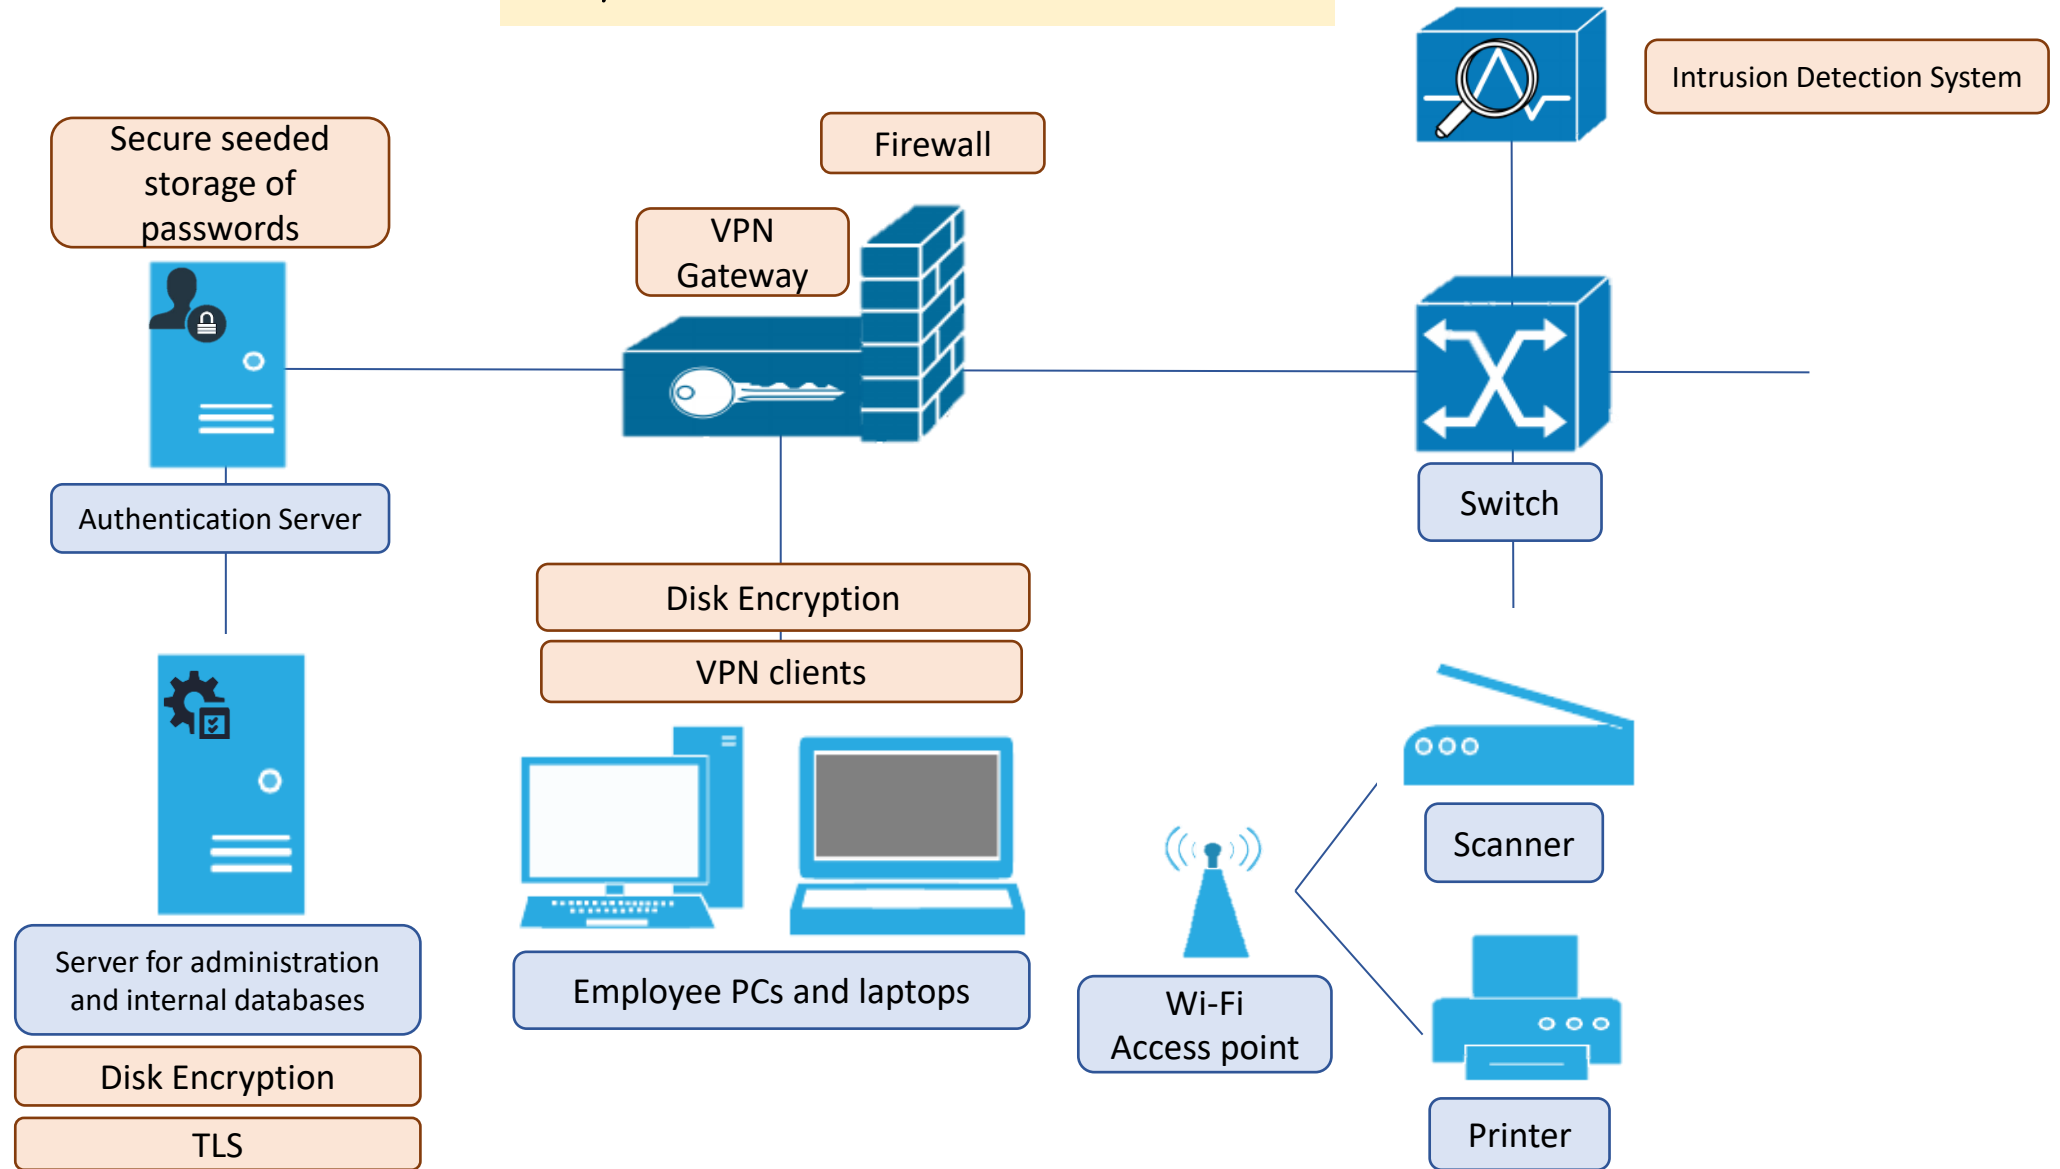 Intrusion Detection System
Secure seeded
storage of
passwords
Firewall
VPN
Gateway
Authentication Server
Switch
Disk Encryption
VPN clients
Scanner
Server for administration
and internal databases
Employee PCs and laptops
Wi-Fi
Access point
Disk Encryption
TLS
Printer